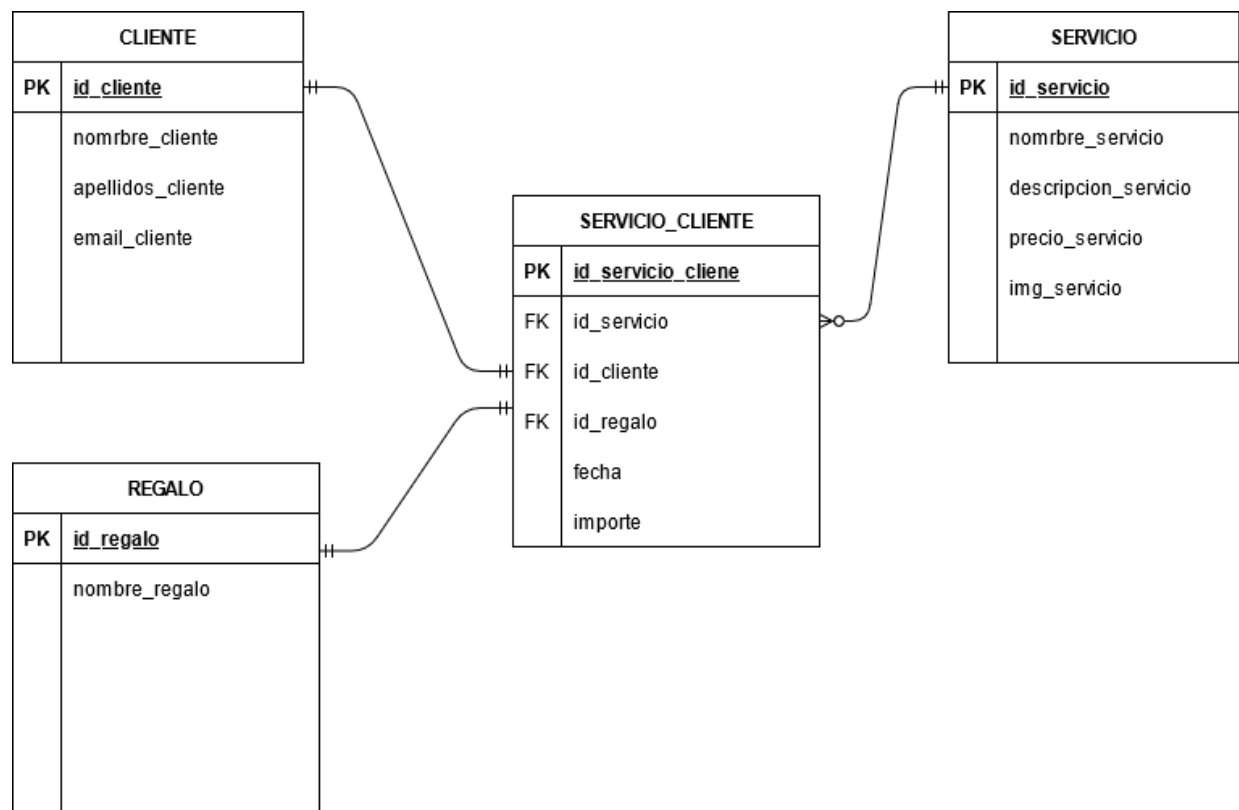 CLIENTE
PK id_cliente
nomrbre_cliente
apellidos_cliente
email_cliente
SERVICIO
PK id_servicio
nomrbre_servicio
descripcion_servicio
precio_servicio
img_servicio
SERVICIO_CLIENTE
PK id_servicio_cliene
FK id_servicio
FK id_cliente
FK id_regalo
fecha
importe
REGALO
PK id_regalo
nombre_regalo